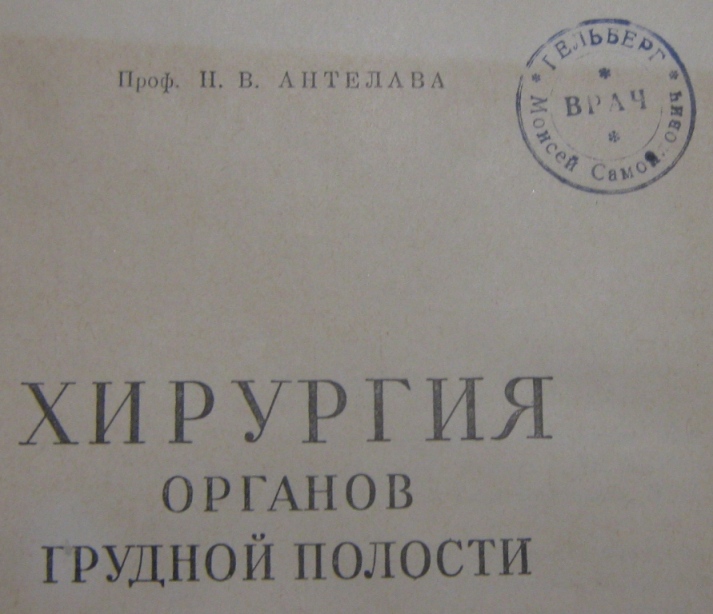 Проф. Н. В. АНТЕЛАВА
* ГЕЛЬБЕРГ *
* ВРАЧ *
Моисей
ХИРУРГИЯ
ОРГАНОВ
ГРУДНОЙ ПОЛОСТИ